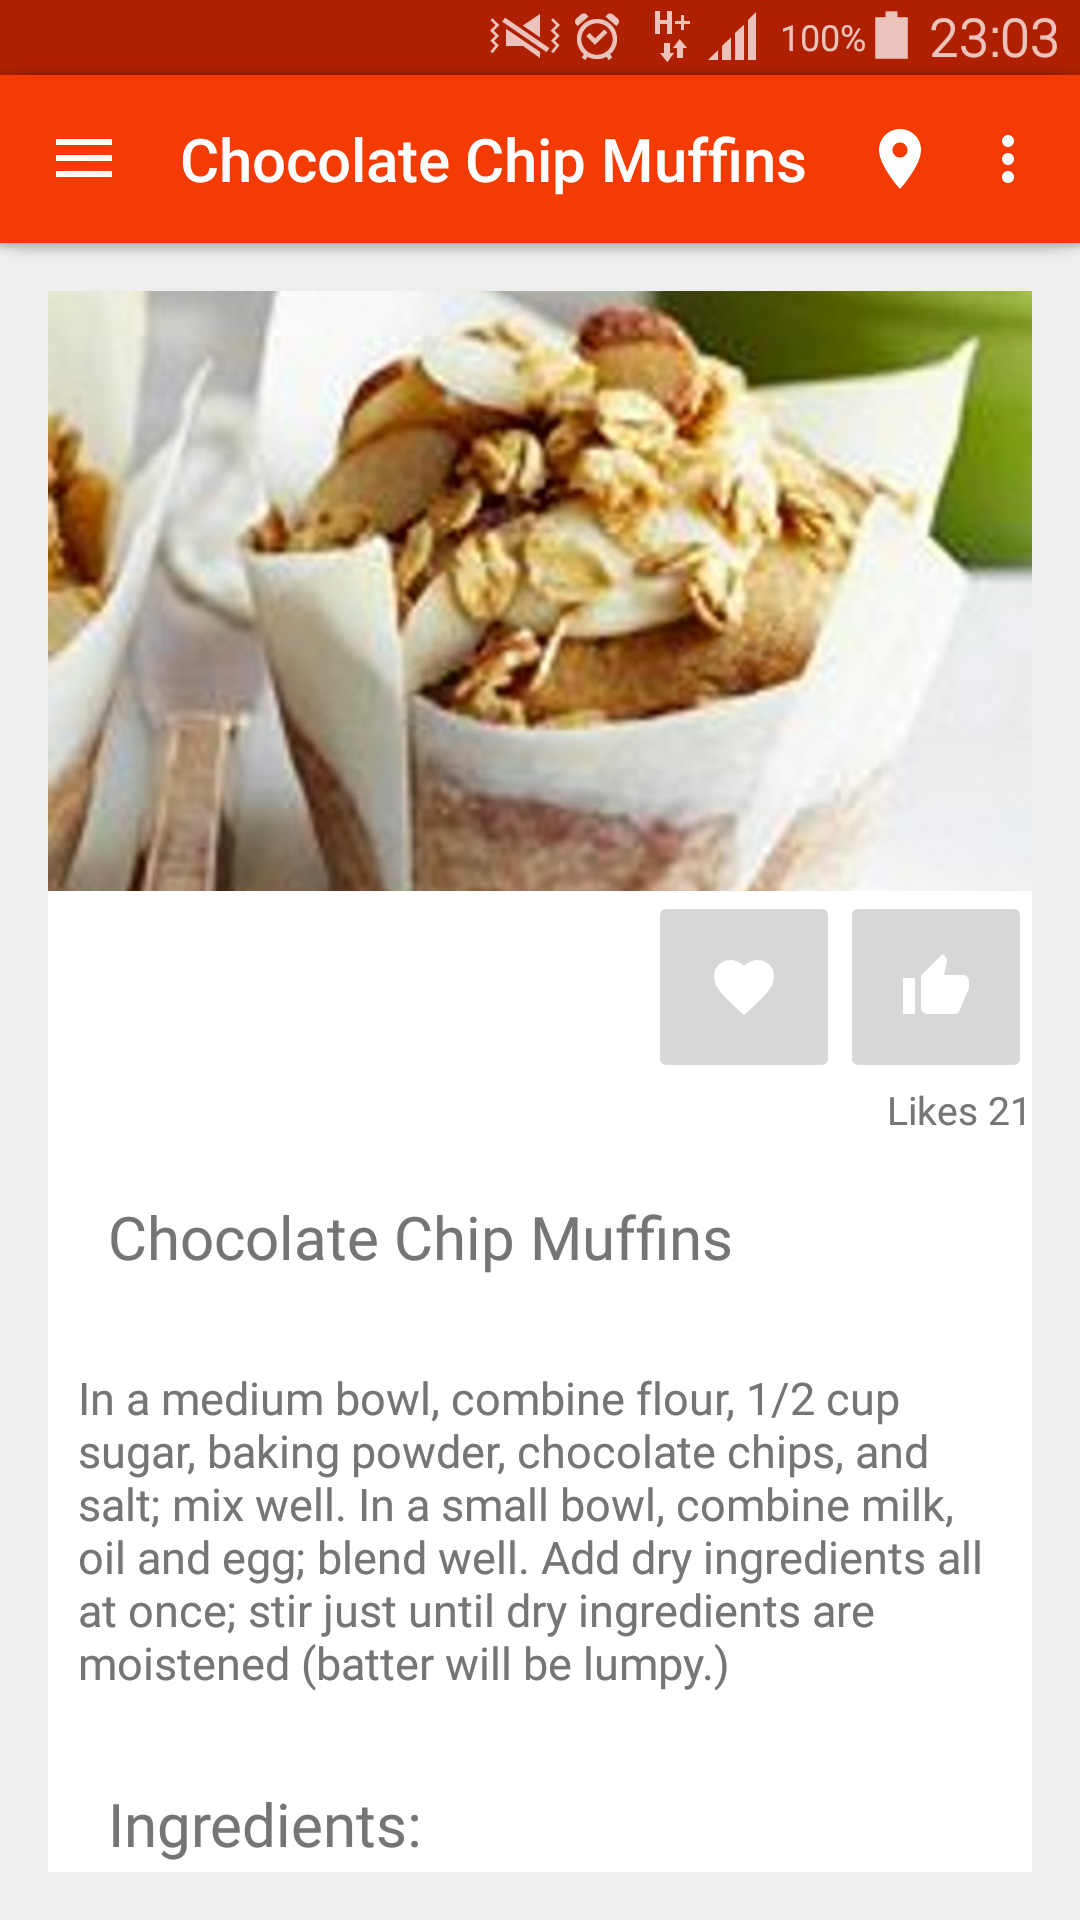 H+ 100% 23:03
Chocolate Chip Muffins
Likes 21
Chocolate Chip Muffins
In a medium bowl, combine flour, 1/2 cup
sugar, baking powder, chocolate chips, and
salt; mix well. In a small bowl, combine milk,
oil and egg; blend well. Add dry ingredients all
at once; stir just until dry ingredients are
moistened (batter will be lumpy.)
Ingredients: